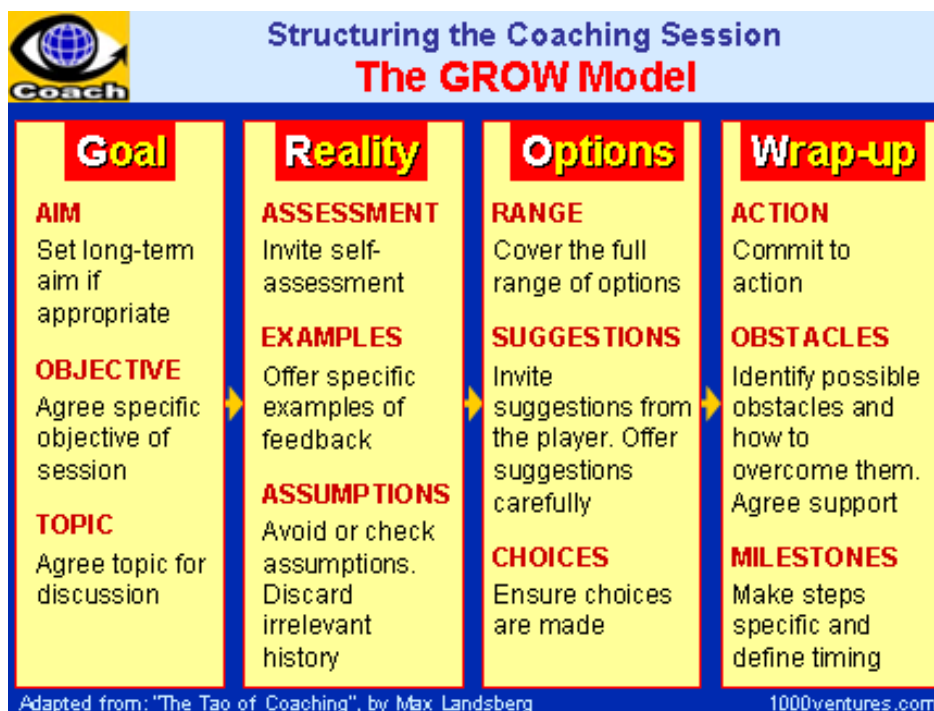 Coach
Structuring the Coaching Session
The GROW Model
Goal
AIM
Set long-term
aim if
appropriate
OBJECTIVE
Agree specific
objective of
session
TOPIC
Agree topic for
discussion
Reality
ASSESSMENT
Invite self-
assessment
EXAMPLES
Offer specific
examples of
feedback
ASSUMPTIONS
Avoid or check
assumptions.
Discard
irrelevant
history
Options
RANGE
Cover the full
range of options
SUGGESTIONS
Invite
suggestions from
the player. Offer
suggestions
carefully
CHOICES
Ensure choices
are made
Wrap-up
ACTION
Commit to
action
OBSTACLES
Identify possible
obstacles and
how to
overcome them.
Agree support
MILESTONES
Make steps
specific and
define timing
Adapted from: "The Tao of Coaching", by Max Landsberg
1000ventures.com